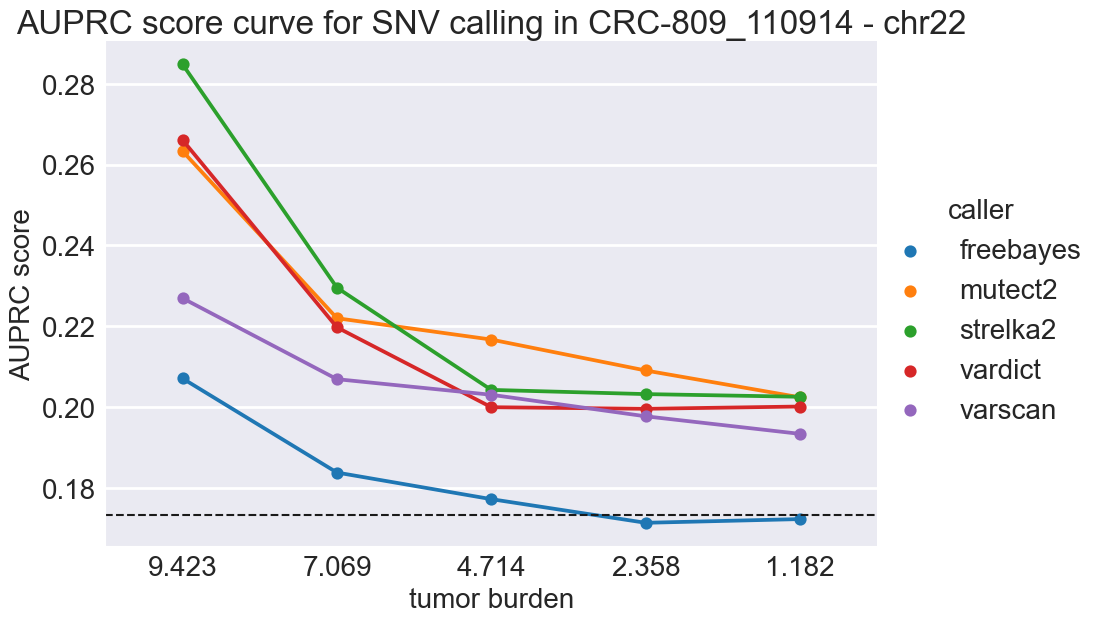 AUPRC score curve for SNV calling in CRC-809_110914 - chr22
AUPRC score
0.28
0.26
0.24
0.22
0.20
0.18
9.423 7.069 4.714 2.358 1.182
tumor burden
caller
freebayes
mutect2
strelka2
vardict
varscan